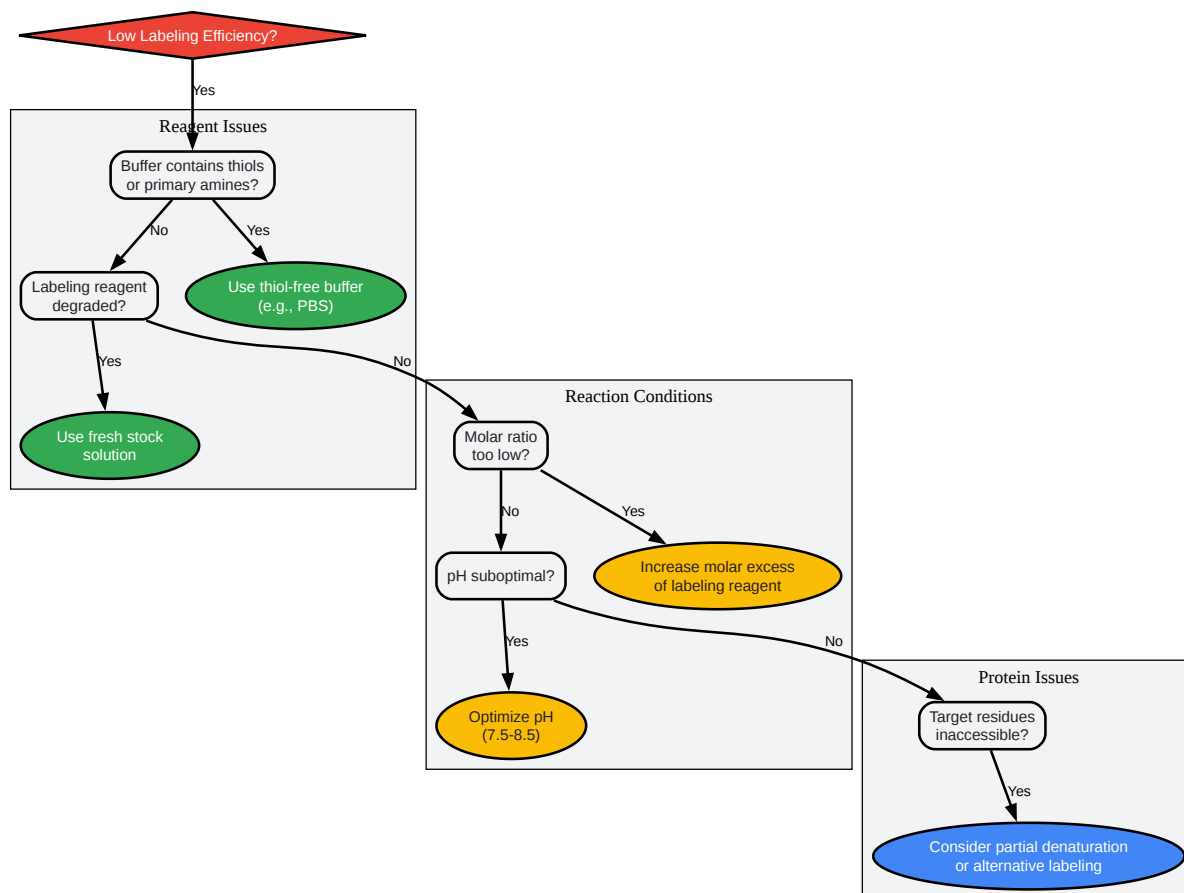 Low Labeling Efficiency?
Yes
Reagent Issues
Buffer contains thiols
or primary amines?
No
Yes
Labeling reagent
degraded?
Use thiol-free buffer
(e.g., PBS)
Yes
No
Use fresh stock
solution
Reaction Conditions
Molar ratio
too low?
No
Yes
pH suboptimal?
Increase molar excess
of labeling reagent
Yes
No
Optimize pH
(7.5-8.5)
Protein Issues
Target residues
inaccessible?
Yes
Consider partial denaturation
or alternative labeling